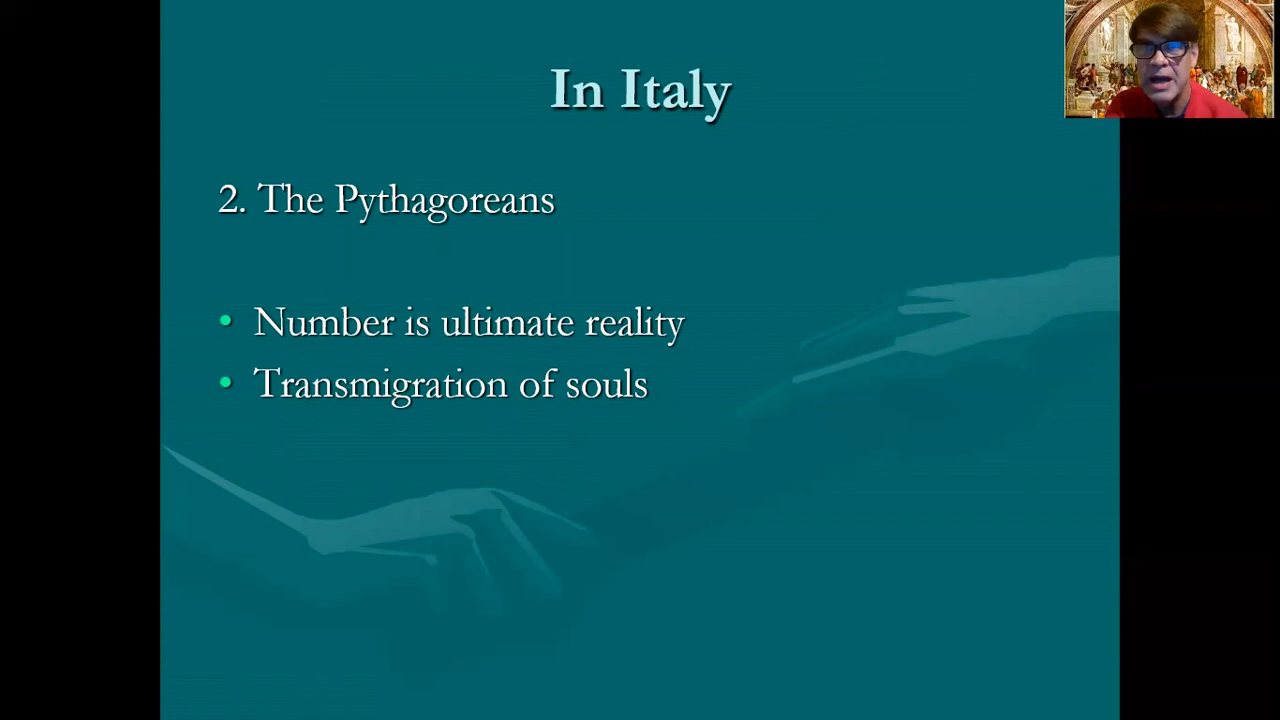 In Italy
2. The Pythagoreans
• Number is ultimate reality
• Transmigration of souls